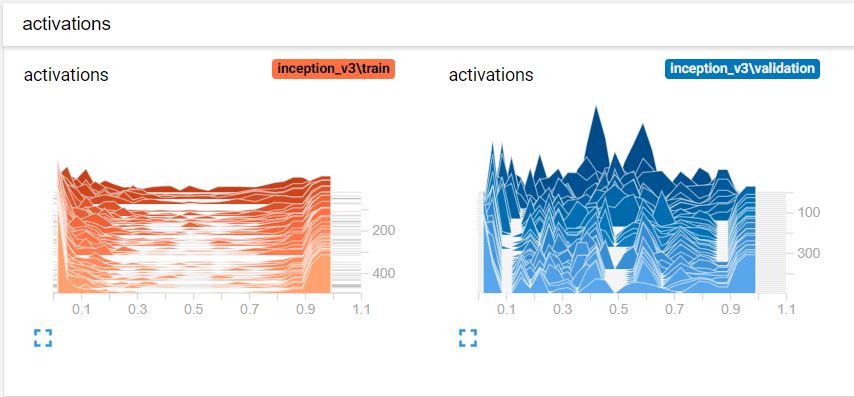 activations
activations
inception_v3\train
activations
inception_v3\validation
200
400
0.1 0.3 0.5 0.7 0.9 1.1
100
300
0.1 0.3 0.5 0.7 0.9 1.1